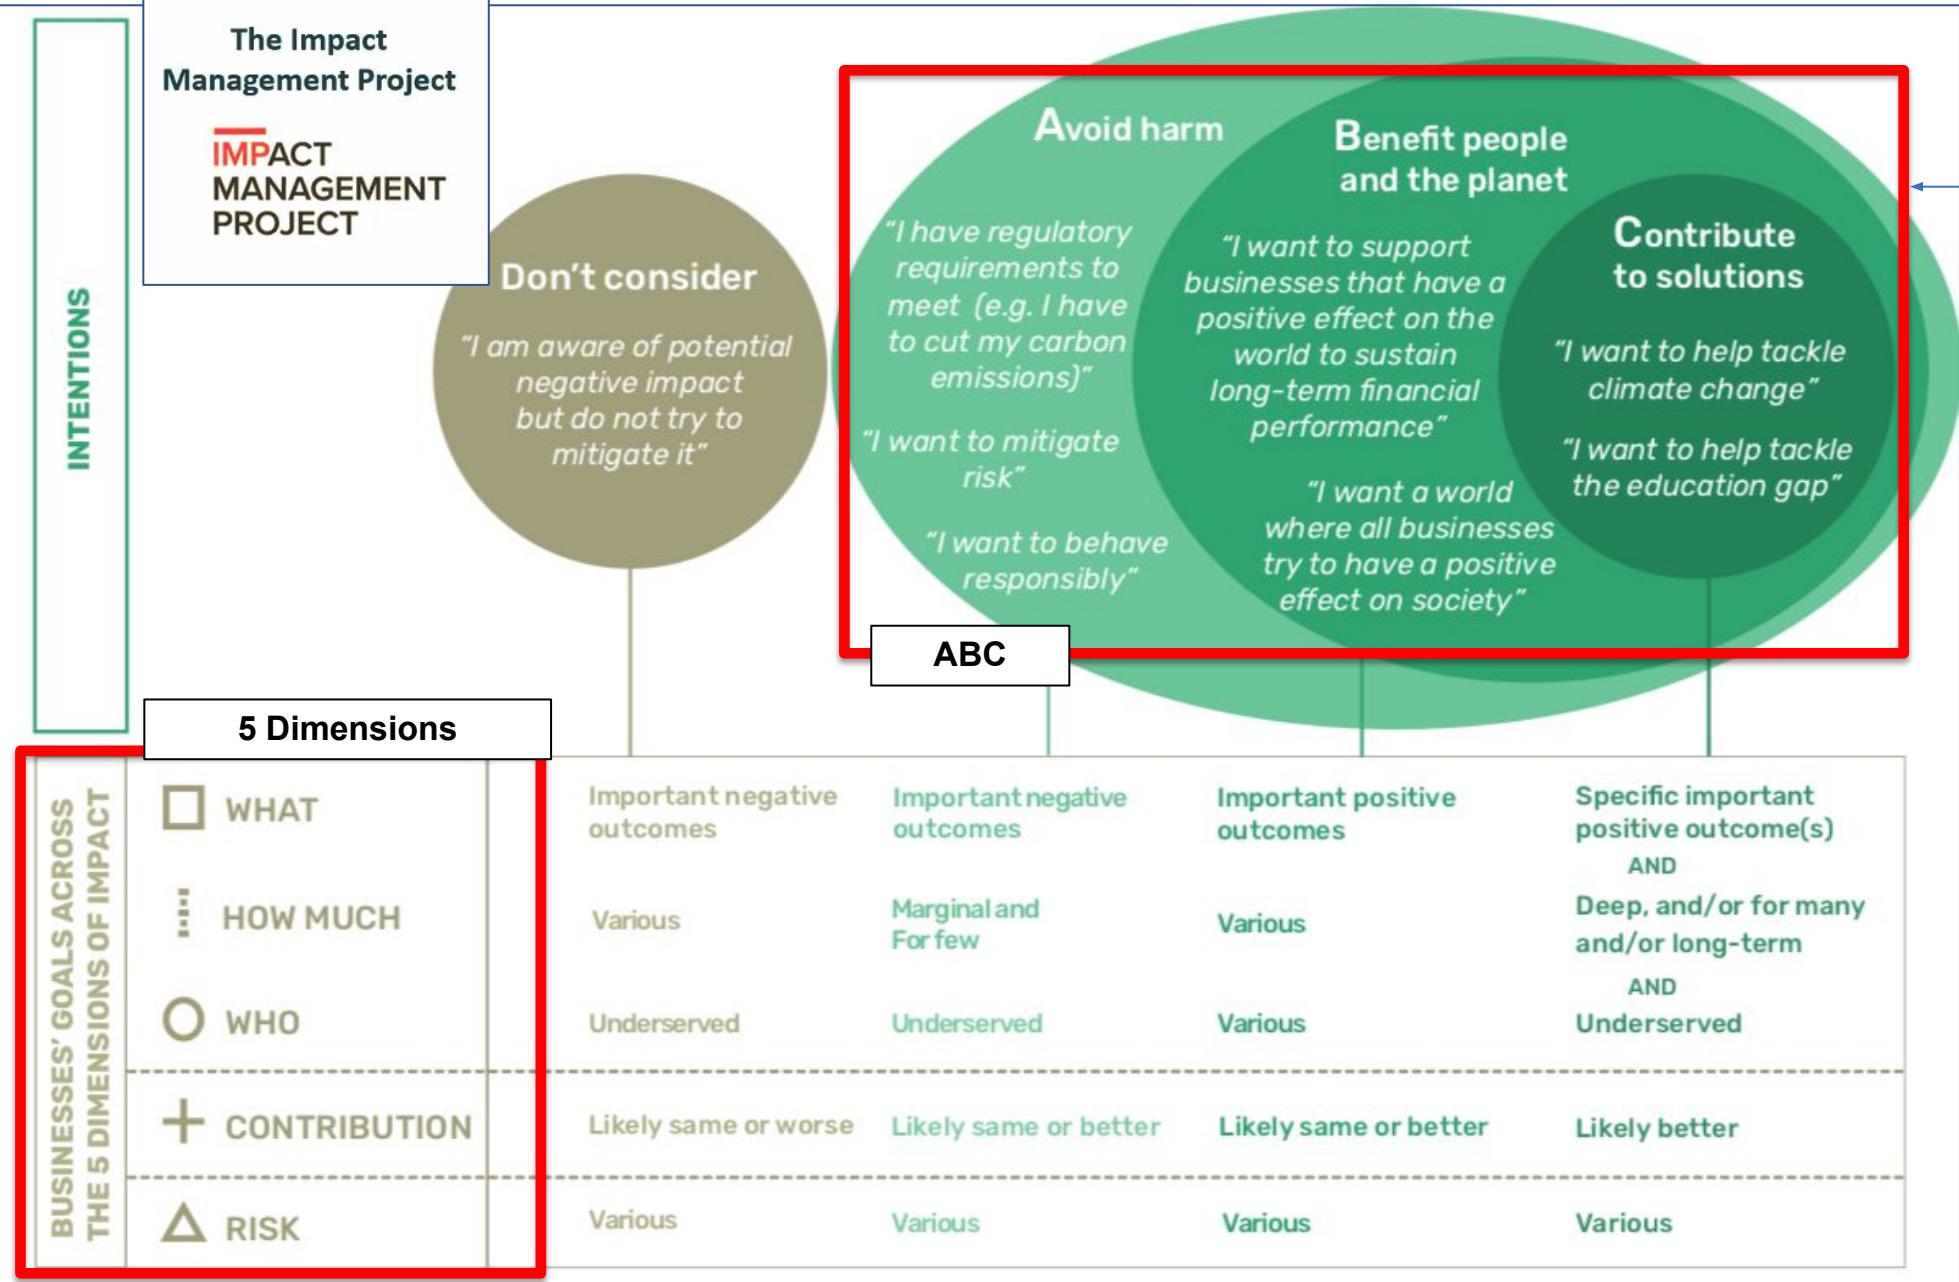 The Impact
Management Project
IMPACT
MANAGEMENT
PROJECT
INTENTIONS
Don't consider
"I am aware of potential
negative impact
but do not try to
mitigate it"
Avoid harm
"I have regulatory
requirements to
meet (e.g. I have
to cut my carbon
emissions)"
"I want to mitigate
risk"
"I want to behave
responsibly"
Benefit people
and the planet
"I want to support
businesses that have a
positive effect on the
world to sustain
long-term financial
performance"
"I want a world
where all businesses
try to have a positive
effect on society"
Contribute
to solutions
"I want to help tackle
climate change"
"I want to help tackle
the education gap"
ABC
5 Dimensions
BUSINESSES' GOALS ACROSS
THE 5 DIMENSIONS OF IMPACT
WHAT
Important negative
outcomes
Important negative
outcomes
Important positive
outcomes
Specific important
positive outcome(s)
AND
HOW MUCH
Various
Marginal and
For few
Various
Deep, and/or for many
and/or long-term
AND
WHO
Underserved
Underserved
Various
Underserved
CONTRIBUTION
Likely same or worse
Likely same or better
Likely same or better
Likely better
RISK
Various
Various
Various
Various